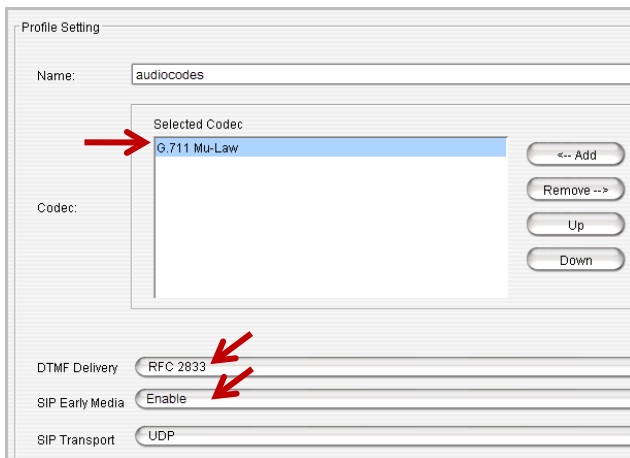 Profile Setting
Name: audiocodes
Selected Codec
G.711 Mu-Law
<-- Add
Remove -->
Codec:
Up
Down
DTMF Delivery RFC 2833
SIP Early Media Enable
SIP Transport UDP